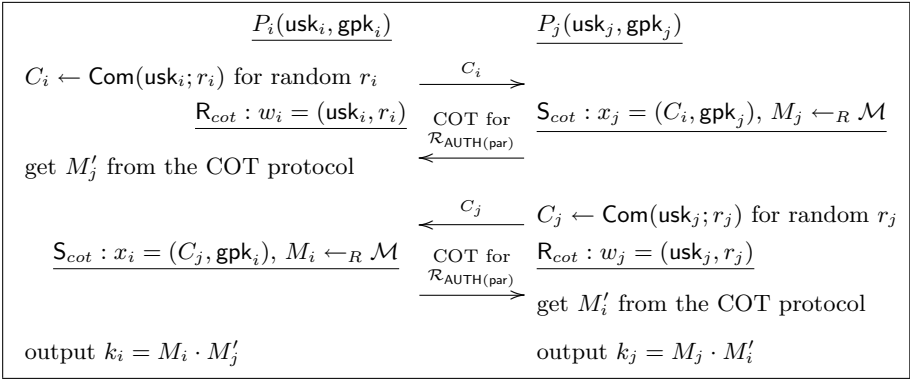 P_i(usk_i, gpk_i) P_j(usk_j, gpk_j)
C_i ← Com(usk_i; r_i) for random r_i C_i
R_cot : w_i = (usk_i, r_i) COT for R_AUTH(par) S_cot : x_j = (C_i, gpk_j), M_j ←_R M
get M'_j from the COT protocol
C_j C_j ← Com(usk_j; r_j) for random r_j
S_cot : x_i = (C_j, gpk_i), M_i ←_R M COT for R_AUTH(par) R_cot : w_j = (usk_j, r_j)
get M'_i from the COT protocol
output k_i = M_i · M'_j output k_j = M_j · M'_i